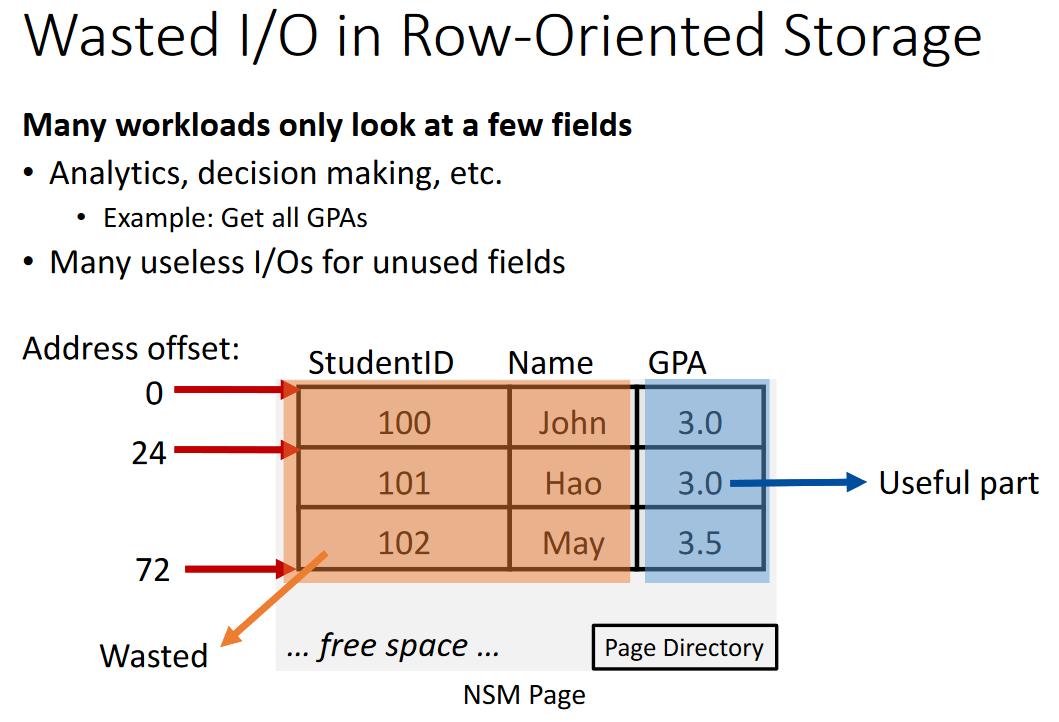 Wasted I/O in Row-Oriented Storage
Many workloads only look at a few fields
• Analytics, decision making, etc.
• Example: Get all GPAs
• Many useless I/Os for unused fields
Address offset:
StudentID Name GPA
0
100 John 3.0
24
101 Hao 3.0
Useful part
102 May 3.5
72
Wasted
... free space ...
Page Directory
NSM Page